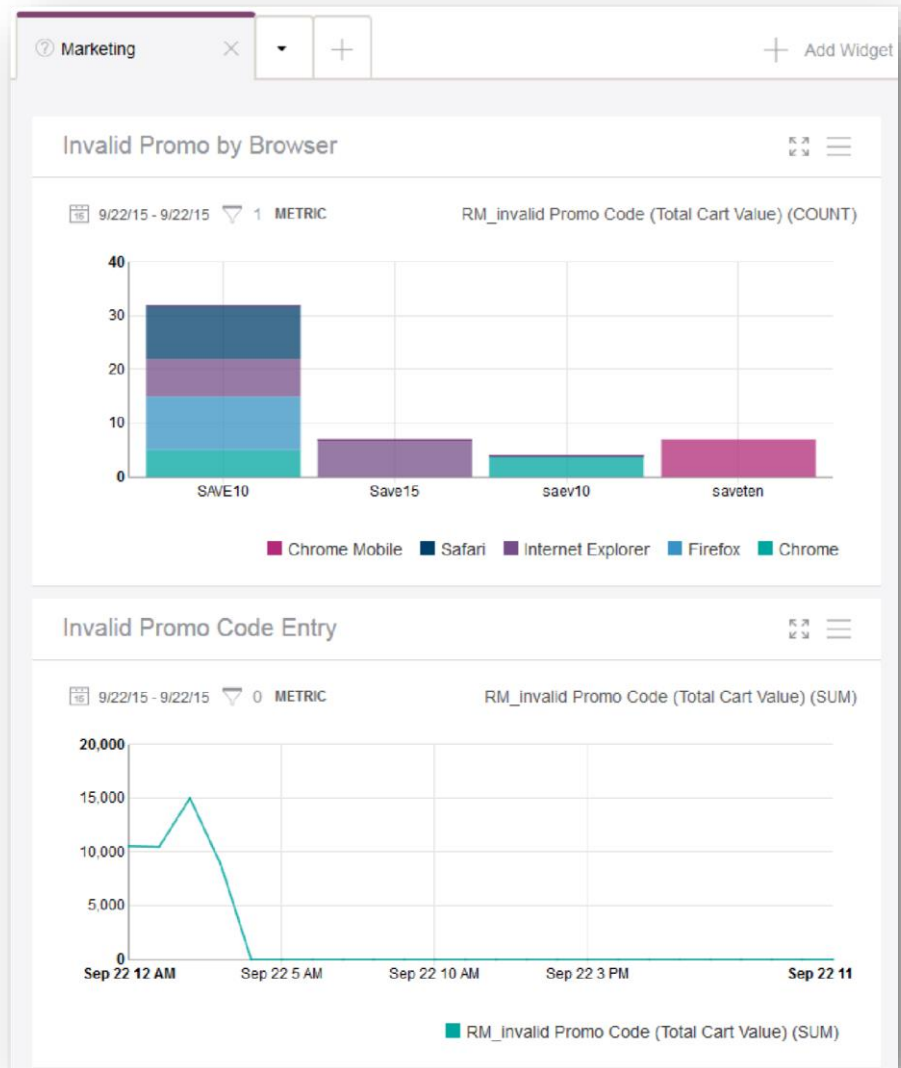 Marketing
Add Widget
Invalid Promo by Browser
9/22/15 - 9/22/15 1 METRIC RM_invalid Promo Code (Total Cart Value) (COUNT)
40
30
20
10
0
SAVE10 Save15 saev10 saveten
Chrome Mobile Safari Internet Explorer Firefox Chrome
Invalid Promo Code Entry
9/22/15 - 9/22/15 0 METRIC RM_invalid Promo Code (Total Cart Value) (SUM)
20,000
15,000
10,000
5,000
0
Sep 22 12 AM Sep 22 5 AM Sep 22 10 AM Sep 22 3 PM Sep 22 11
RM_invalid Promo Code (Total Cart Value) (SUM)